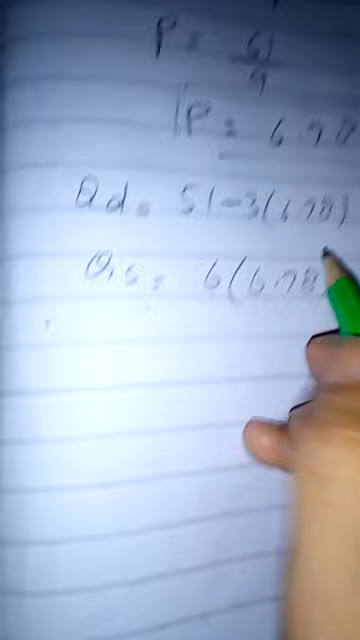 P = 61
9
P = 6.78
Qd = 51-3(6.78)
Qs = 6(6.78